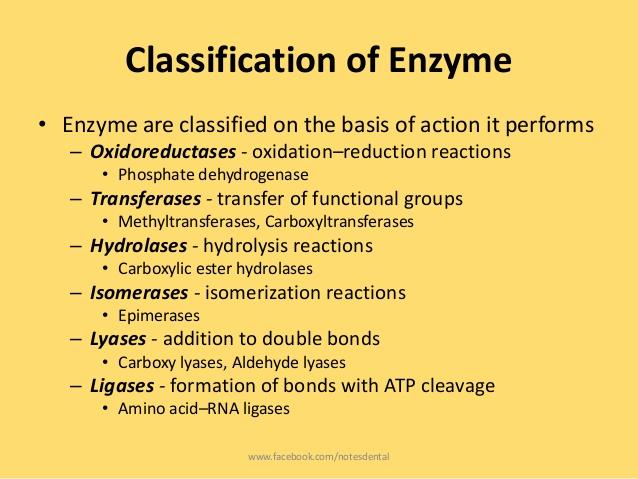 Classification of Enzyme
• Enzyme are classified on the basis of action it performs
– Oxidoreductases - oxidation–reduction reactions
• Phosphate dehydrogenase
– Transferases - transfer of functional groups
• Methyltransferases, Carboxyltransferases
– Hydrolases - hydrolysis reactions
• Carboxylic ester hydrolases
– Isomerases - isomerization reactions
• Epimerases
– Lyases - addition to double bonds
• Carboxy lyases, Aldehyde lyases
– Ligases - formation of bonds with ATP cleavage
• Amino acid–RNA ligases
www.facebook.com/notesdental